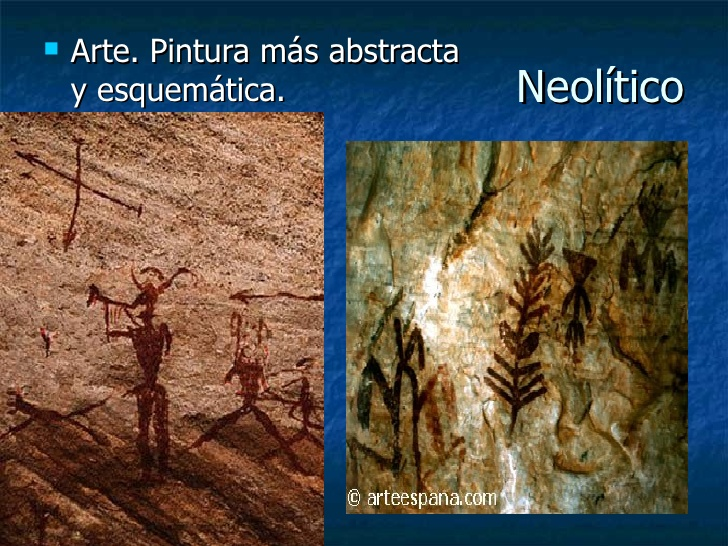 Arte. Pintura más abstracta
y esquemática.
Neolítico
© arteespana.com